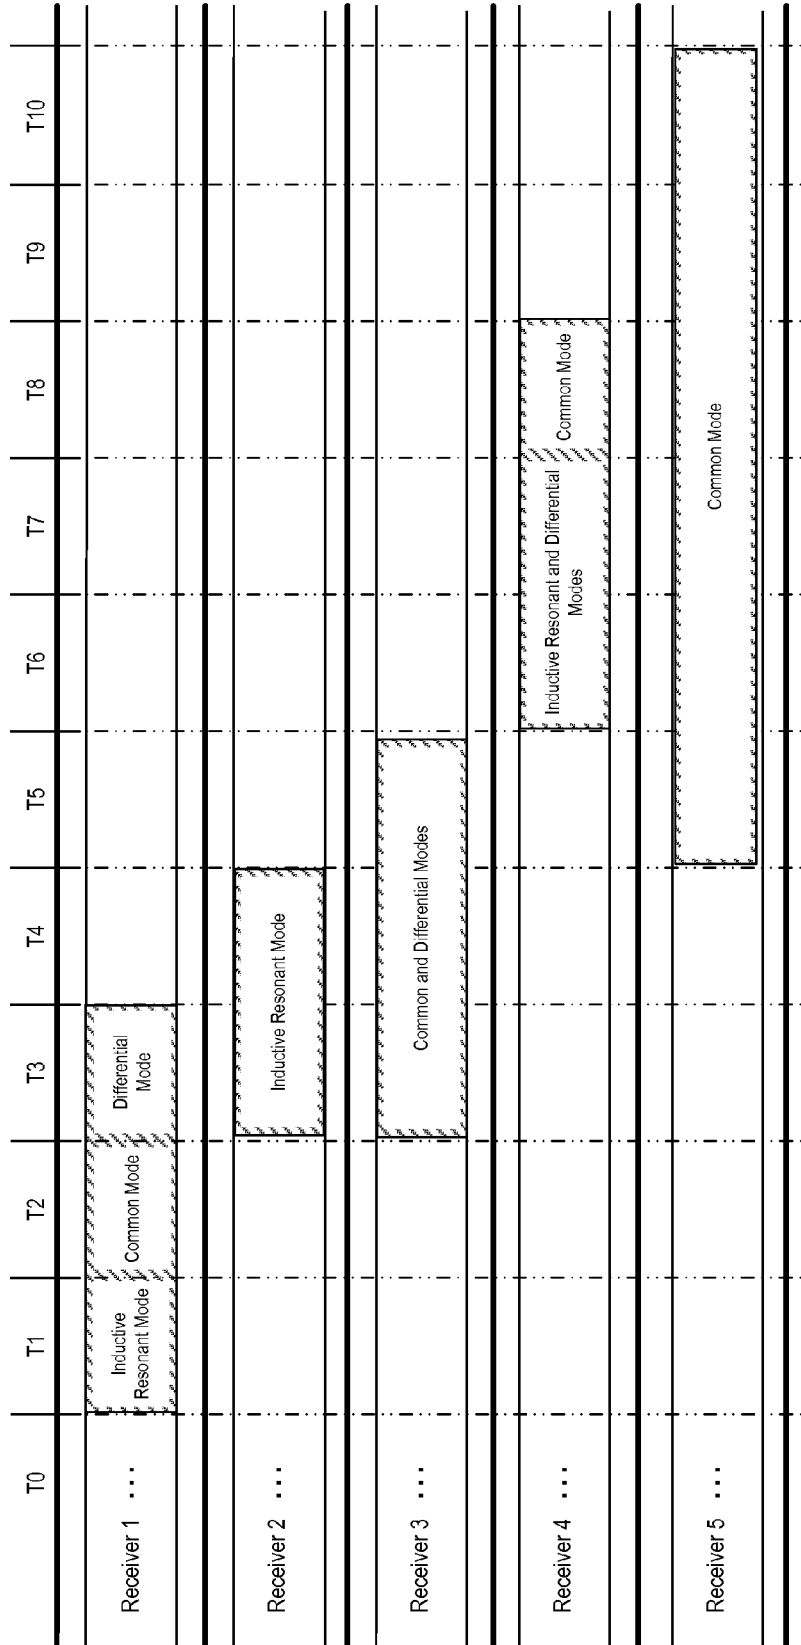 T0 T1 T2 T3 T4 T5 T6 T7 T8 T9 T10
Receiver 1 ...
Inductive
Resonant Mode
Common Mode
Differential
Mode
Receiver 2 ...
Inductive Resonant Mode
Receiver 3 ...
Common and Differential Modes
Receiver 4 ...
Inductive Resonant and Differential
Modes
Common Mode
Receiver 5
Common Mode